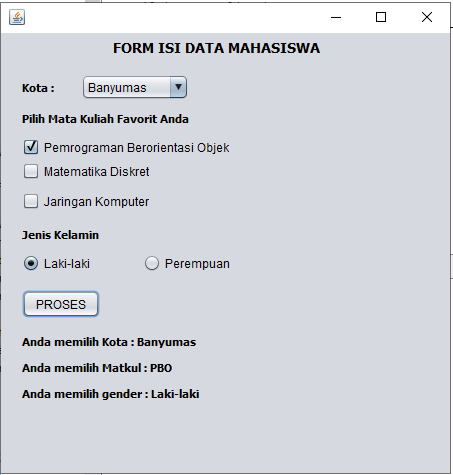 FORM ISI DATA MAHASISWA
Kota : Banyumas
Pilih Mata Kuliah Favorit Anda
Pemrograman Berorientasi Objek
Matematika Diskret
Jaringan Komputer
Jenis Kelamin
Laki-laki Perempuan
PROSES
Anda memilih Kota : Banyumas
Anda memilih Matkul : PBO
Anda memilih gender : Laki-laki